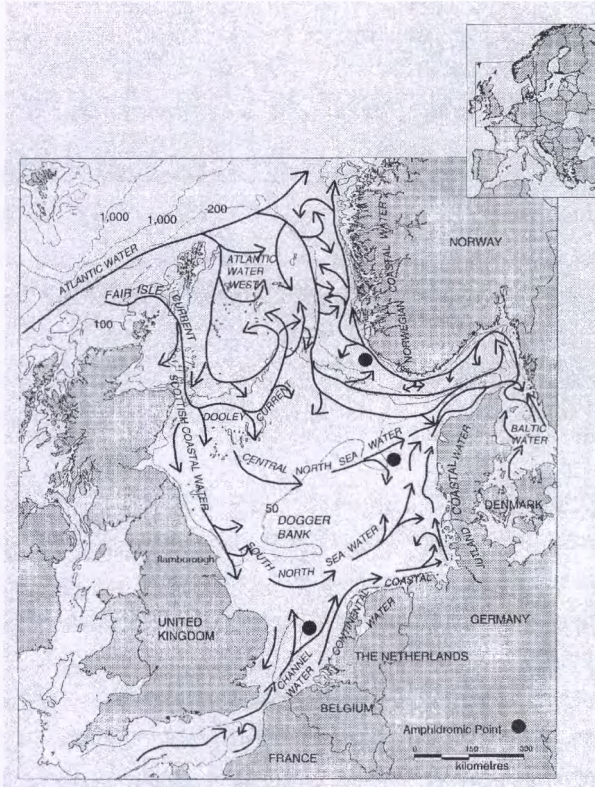 1,000
1,000
200
NORWAY
ATLANTIC WATER
ATLANTIC
WATER
WEST
NORWEGIAN COASTAL WATER
FAIR ISLE
CURRENT
100
SCOTTISH COASTAL WATER
DOOLEY CURRENT
BALTIC
WATER
CENTRAL NORTH SEA WATER
JUTLAND COASTAL WATER
DENMARK
50
DOGGER
BANK
flamborough
SOUTH NORTH SEA WATER
CONTINENTAL COASTAL
WATER
UNITED
KINGDOM
GERMANY
THE NETHERLANDS
CHANNEL
WATER
BELGIUM
Amphidromic Point
0 150 300
kilometres
FRANCE